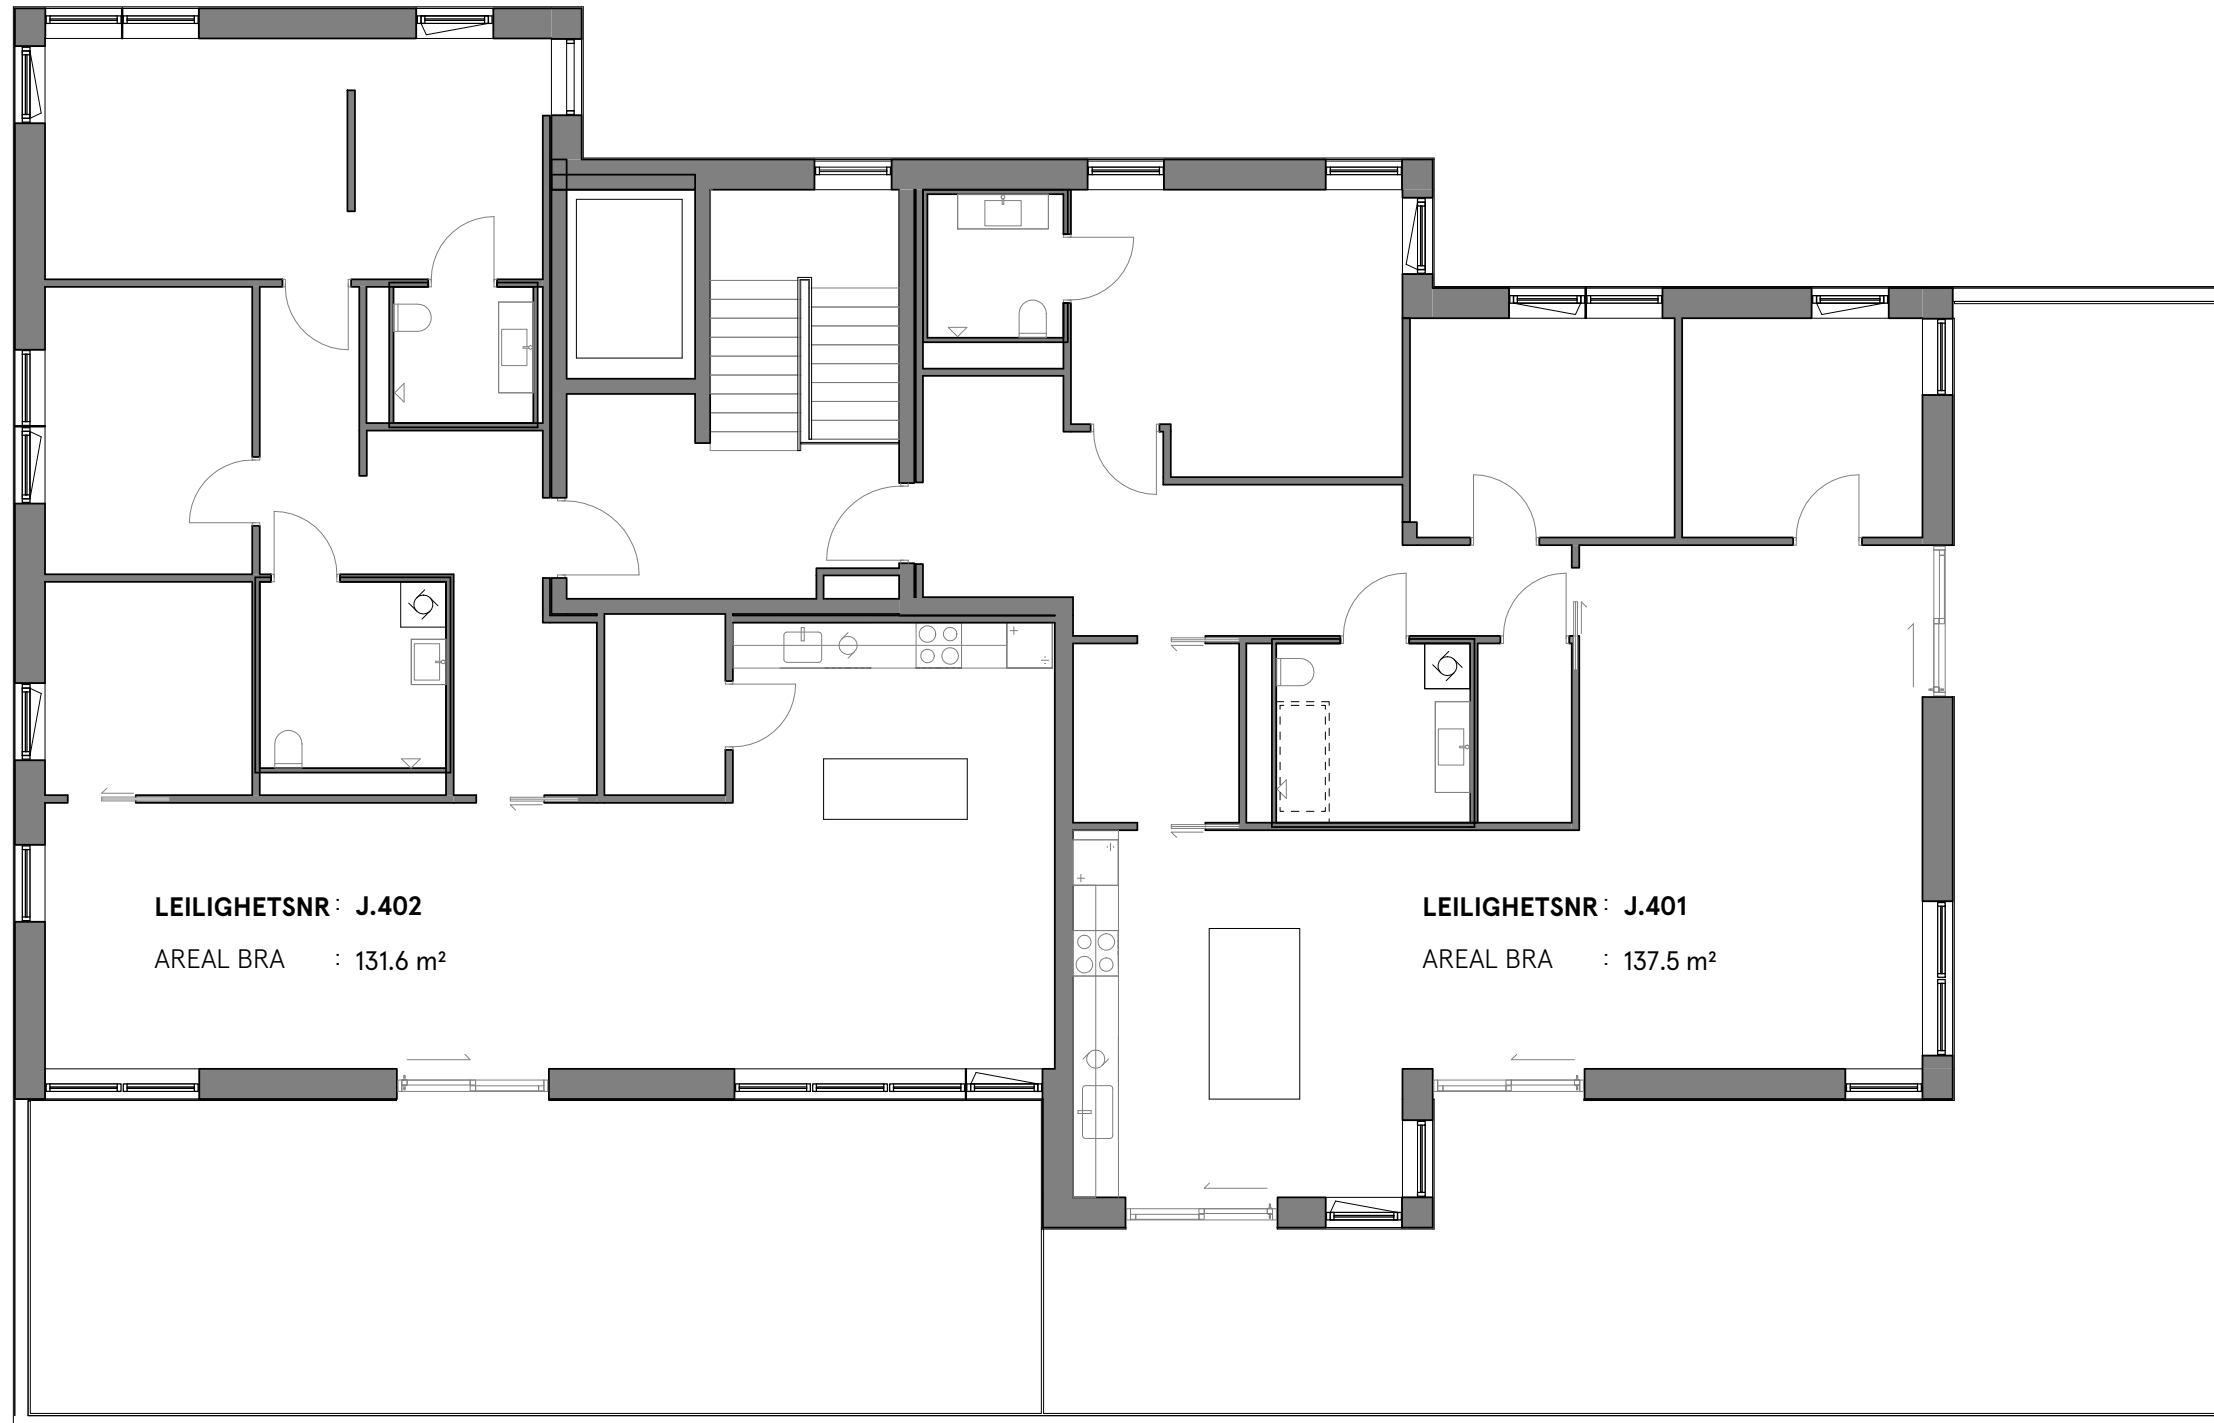 LEILIGHETSNR : J.402
AREAL BRA : 131.6 m²
LEILIGHETSNR : J.401
AREAL BRA : 137.5 m²